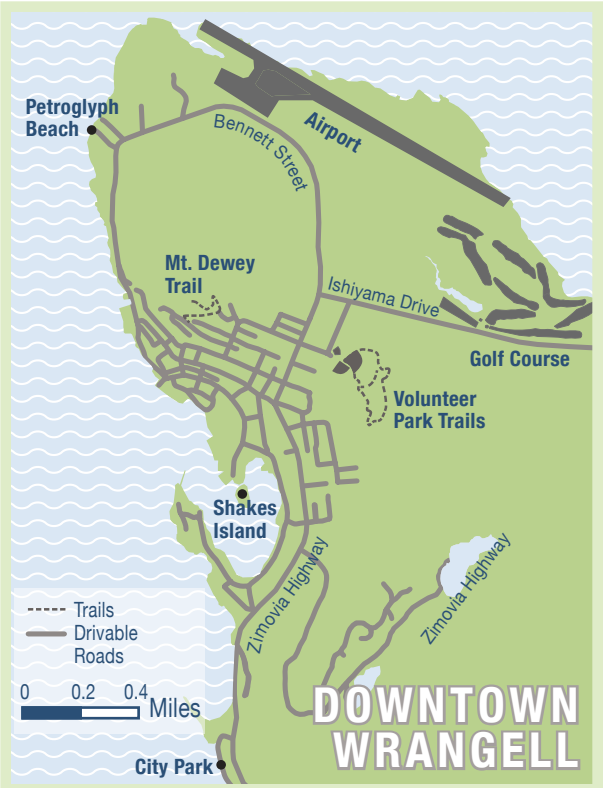 Petroglyph
Beach
Bennett Street
Airport
Mt. Dewey
Trail
Ishiyama Drive
Golf Course
Volunteer
Park Trails
Shakes
Island
Zimovia Highway
Zimovia Highway
Trails
Drivable
Roads
0 0.2 0.4
Miles
DOWNTOWN
WRANGELL
City Park